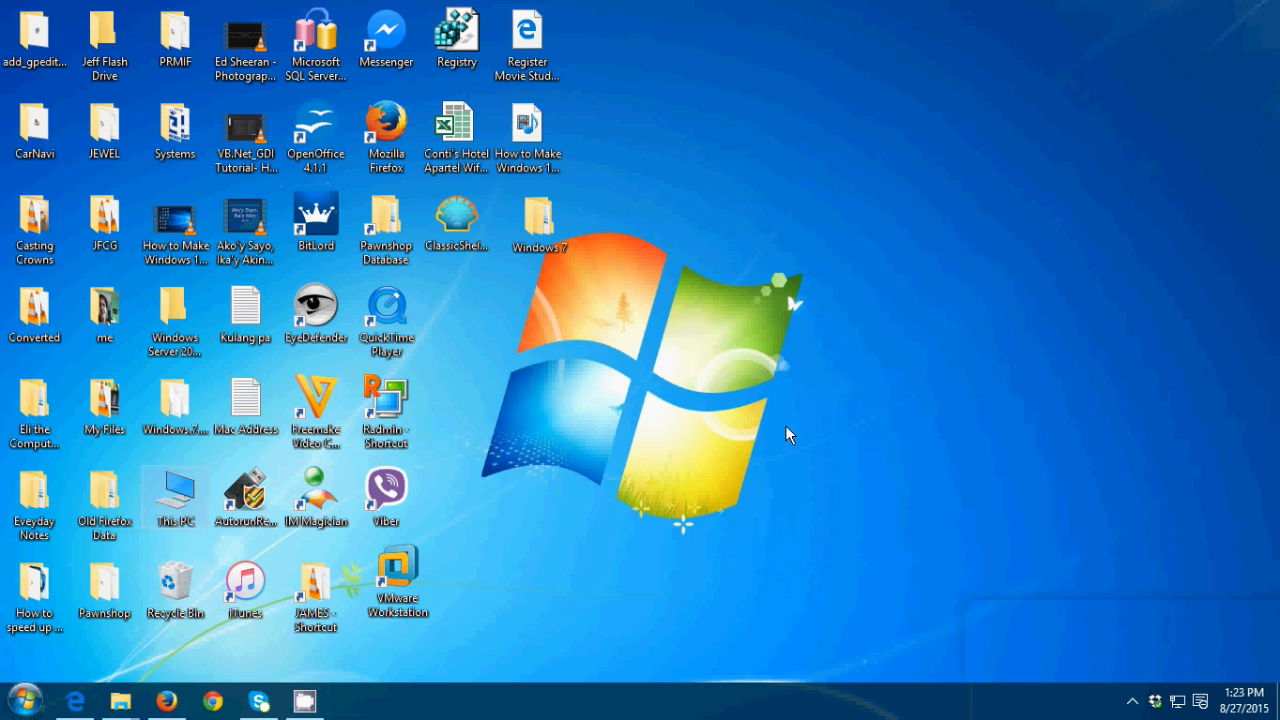 add_gpedit...
Jeff Flash
Drive
PRMIF
Ed Sheeran -
Photograp...
Microsoft
SQL Server...
Messenger
Registry
Register
Movie Stud...
CarNavi
JEWEL
Systems
VB.Net_GDI
Tutorial- H...
OpenOffice
4.1.1
Mozilla
Firefox
Conti's Hotel
Apartel Wif...
How to Make
Windows 1...
Casting
Crowns
JFCG
How to Make
Windows 1...
Ako'y Sayo,
Ika'y Akin...
BitLord
Pawnshop
Database
ClassicShel...
Windows 7
Converted
me
Windows
Server 20...
Kulang pa
EyeDefender
QuickTime
Player
Eli the
Comput...
My Files
Windows.7....
Mac Address
Freemake
Video C...
Radmin -
Shortcut
Eveyday
Notes
Old Firefox
Data
This PC
AutorunRe...
IM Magician
Viber
How to
speed up ...
Pawnshop
Recycle Bin
iTunes
JAMES -
Shortcut
VMware
Workstation
1:23 PM
8/27/2015